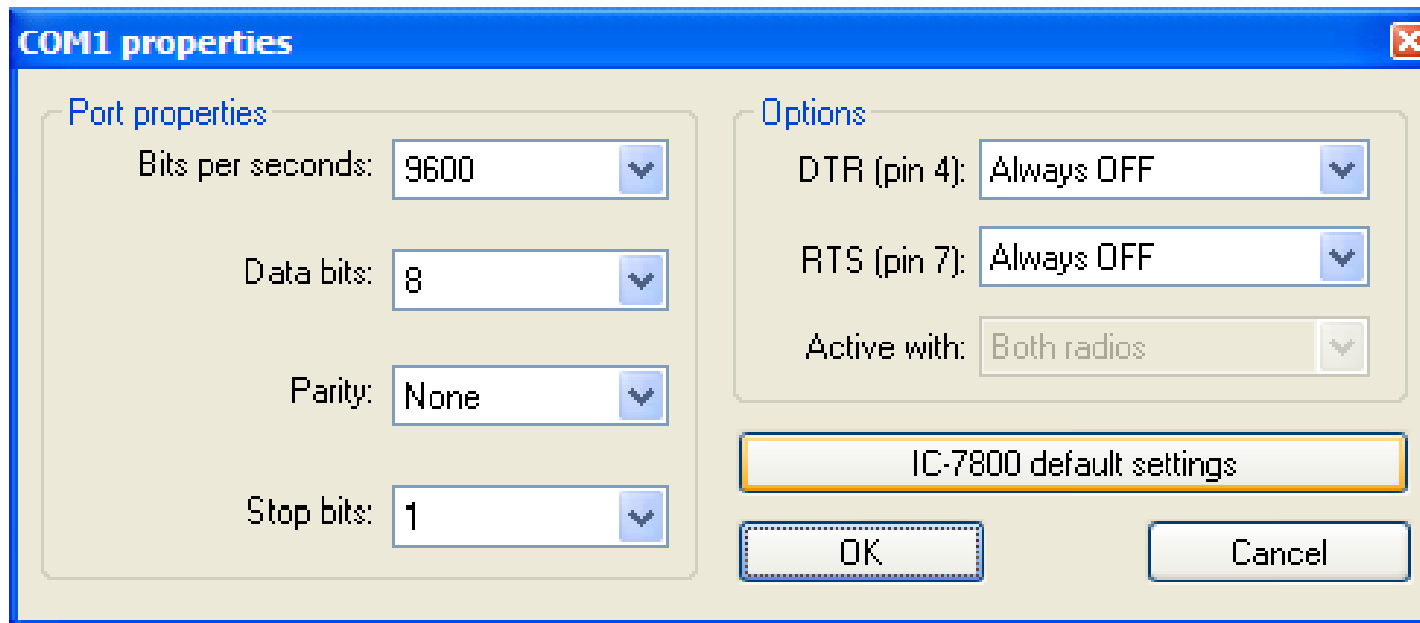 COM1 properties
Port properties
Bits per seconds: 9600
Data bits: 8
Parity: None
Stop bits: 1
Options
DTR (pin 4): Always OFF
RTS (pin 7): Always OFF
Active with: Both radios
IC-7800 default settings
OK Cancel